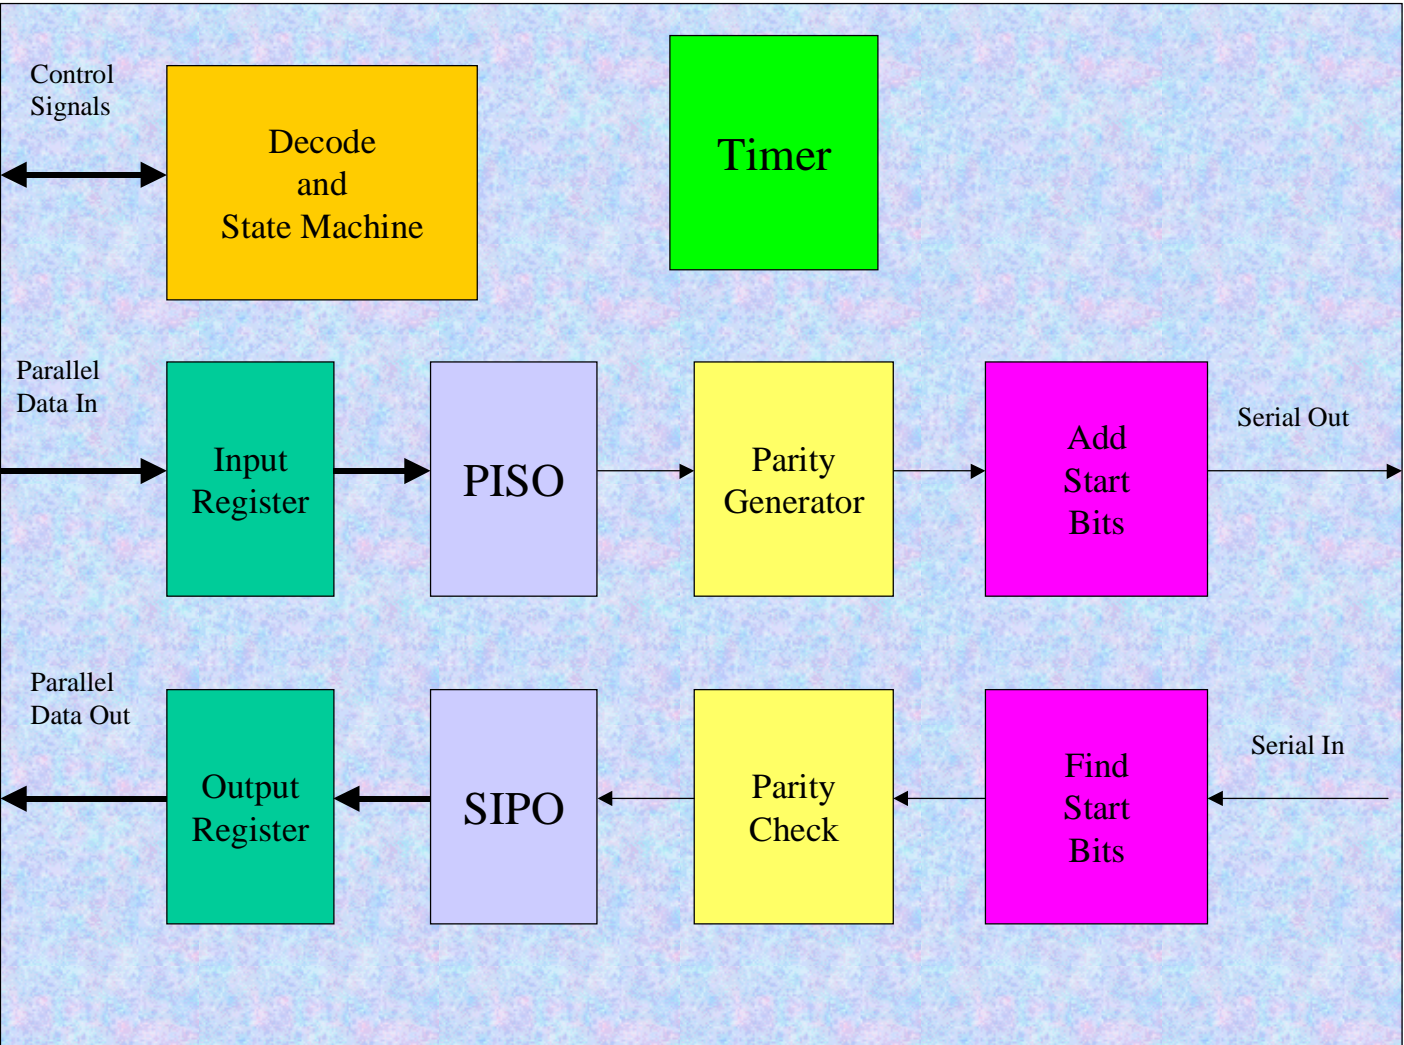 Control
Signals
Decode
and
State Machine
Timer
Parallel
Data In
Input
Register
PISO
Parity
Generator
Add
Start
Bits
Serial Out
Parallel
Data Out
Output
Register
SIPO
Parity
Check
Find
Start
Bits
Serial In